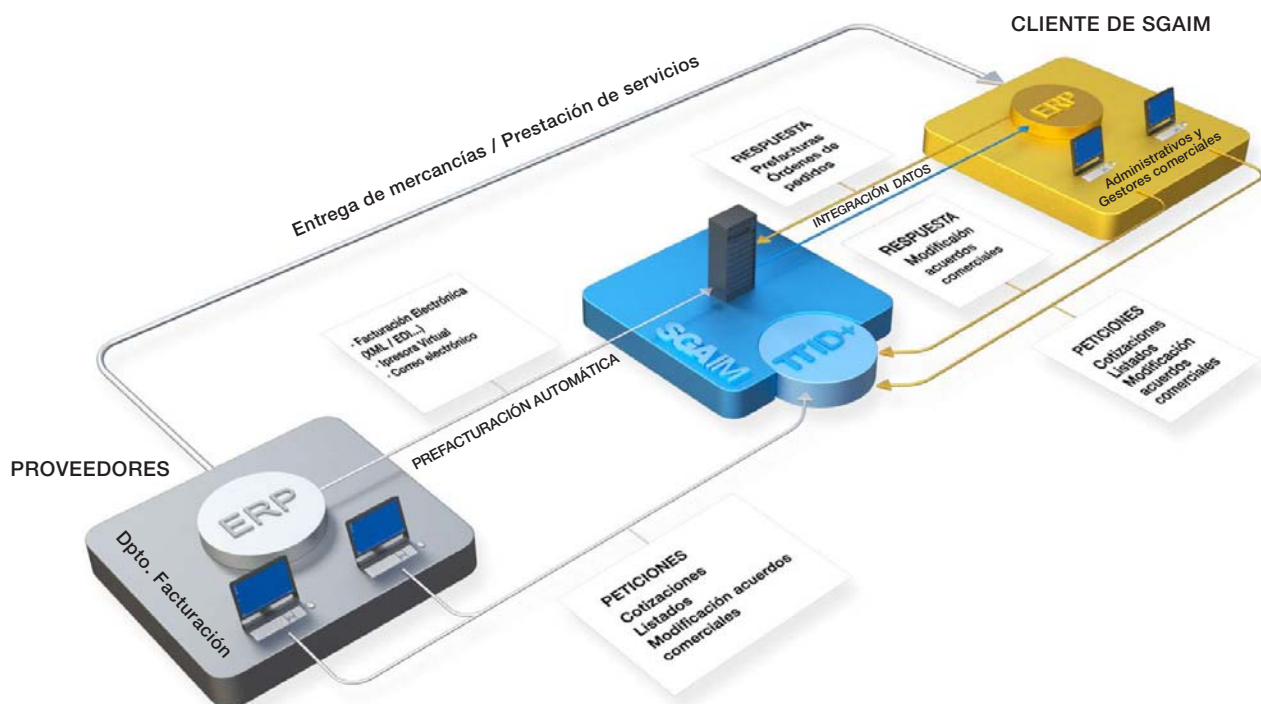 CLIENTE DE SGAIM
ERP
Administrativos y
Gestores comerciales
Entrega de mercancías / Prestación de servicios
RESPUESTA
Prefacturas
Órdenes de
pedidos
INTEGRACIÓN DATOS
RESPUESTA
Modificaión
acuerdos
comerciales
PETICIONES
Cotizaciones
Listados
Modificación
acuerdos
comerciales
· Facturación Electrónica
(XML / EDI...)
· Ipresora Virtual
· Correo electrónico
SGAIM
TTID+
PREFACTURACIÓN AUTOMÁTICA
PROVEEDORES
ERP
Dpto. Facturación
PETICIONES
Cotizaciones
Listados
Modificación acuerdos
comerciales